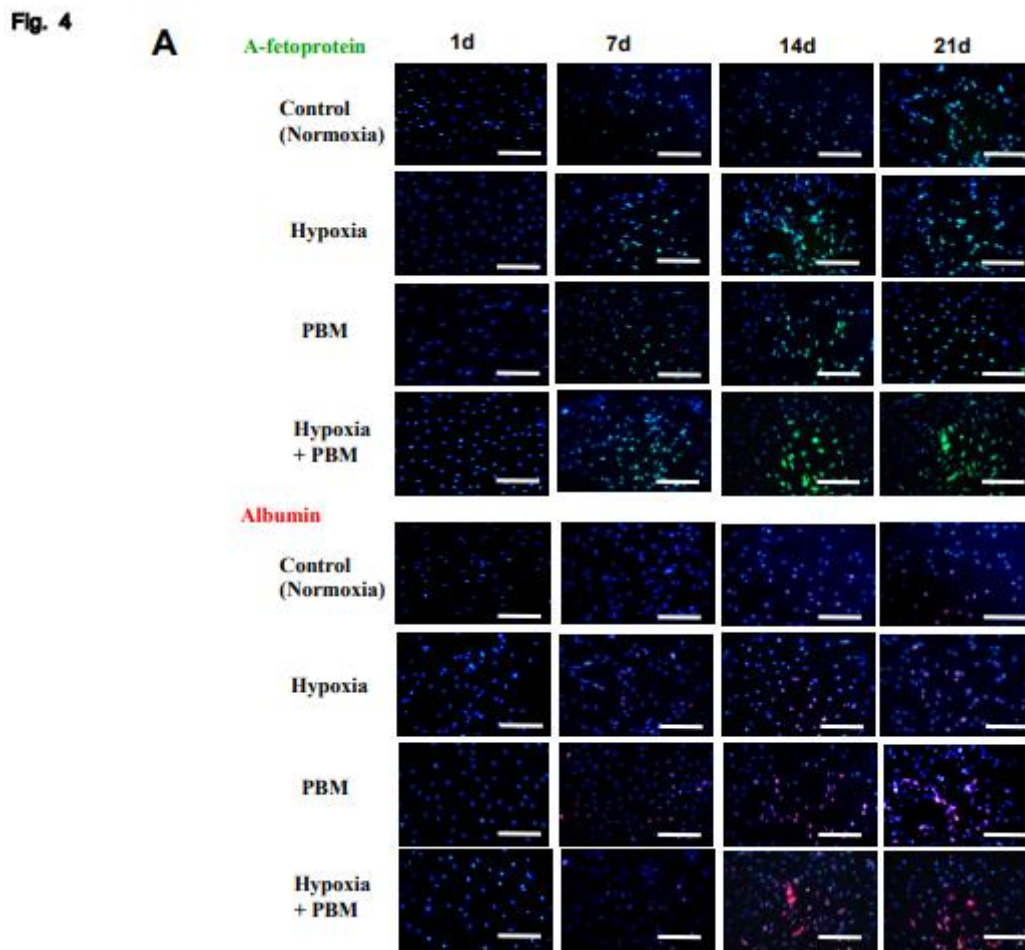 Fig. 4
A
A-fetoprotein 1d 7d 14d 21d
Control
(Normoxia)
Hypoxia
PBM
Hypoxia
+ PBM
Albumin
Control
(Normoxia)
Hypoxia
PBM
Hypoxia
+ PBM